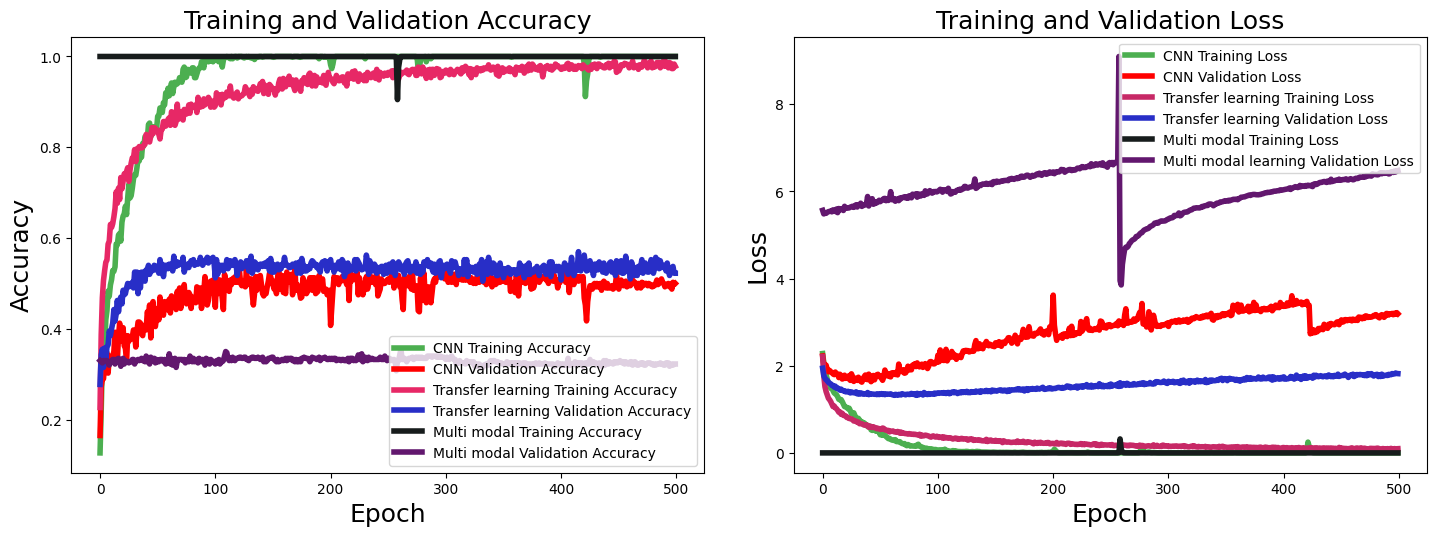 Training and Validation Accuracy
Accuracy
1.0
0.8
0.6
0.4
0.2
CNN Training Accuracy
CNN Validation Accuracy
Transfer learning Training Accuracy
Transfer learning Validation Accuracy
Multi modal Training Accuracy
Multi modal Validation Accuracy
0 100 200 300 400 500
Epoch
Training and Validation Loss
Loss
8
6
4
2
0
CNN Training Loss
CNN Validation Loss
Transfer learning Training Loss
Transfer learning Validation Loss
Multi modal Training Loss
Multi modal learning Validation Loss
0 100 200 300 400 500
Epoch